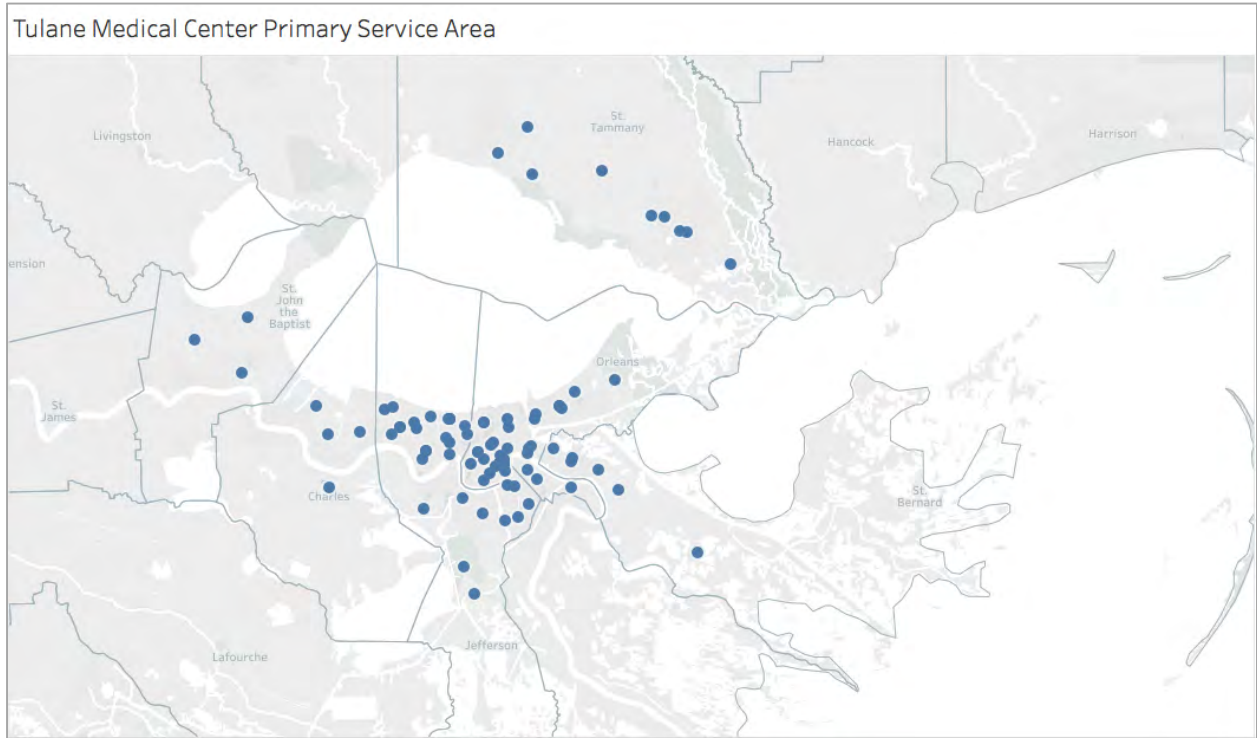 Tulane Medical Center Primary Service Area
St.
Tammany
Livingston
Hancock
Harrison
ension
St.
John
the
Baptist
Orleans
St.
James
Charles
St.
Bernard
Jefferson
Lafourche